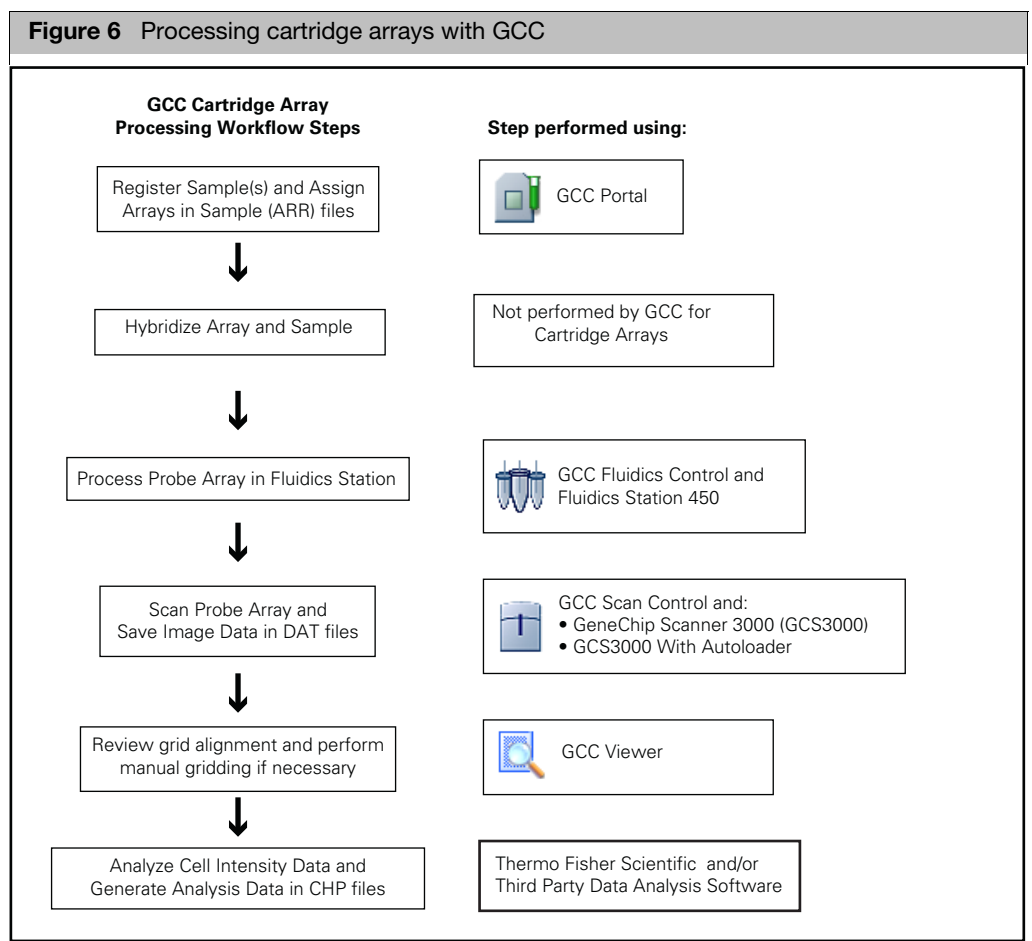 Figure 6 Processing cartridge arrays with GCC
GCC Cartridge Array
Processing Workflow Steps
Step performed using:
Register Sample(s) and Assign
Arrays in Sample (ARR) files
GCC Portal
Hybridize Array and Sample
Not performed by GCC for
Cartridge Arrays
Process Probe Array in Fluidics Station
GCC Fluidics Control and
Fluidics Station 450
Scan Probe Array and
Save Image Data in DAT files
GCC Scan Control and:
• GeneChip Scanner 3000 (GCS3000)
• GCS3000 With Autoloader
Review grid alignment and perform
manual gridding if necessary
GCC Viewer
Analyze Cell Intensity Data and
Generate Analysis Data in CHP files
Thermo Fisher Scientific and/or
Third Party Data Analysis Software